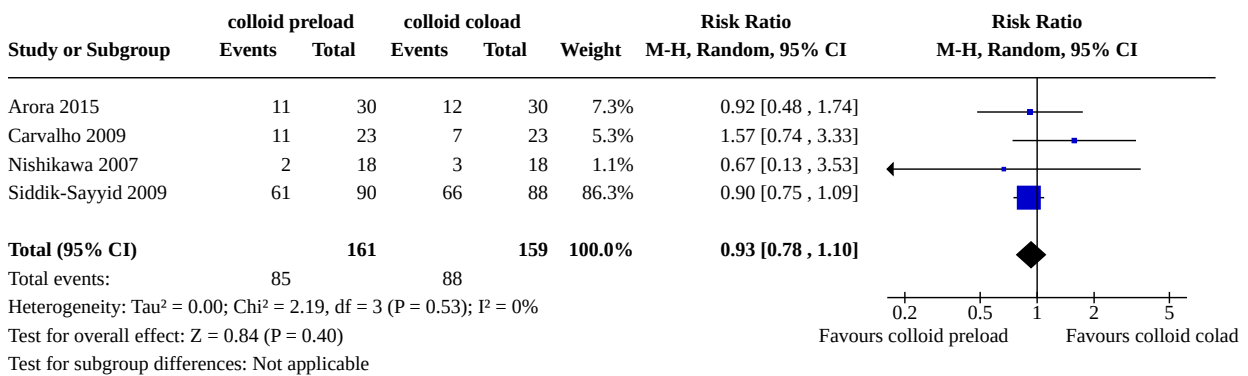 colloid preload colloid coload Risk Ratio Risk Ratio
Study or Subgroup Events Total Events Total Weight M-H, Random, 95% CI M-H, Random, 95% CI
Arora 2015 11 30 12 30 7.3% 0.92 [0.48 , 1.74]
Carvalho 2009 11 23 7 23 5.3% 1.57 [0.74 , 3.33]
Nishikawa 2007 2 18 3 18 1.1% 0.67 [0.13 , 3.53]
Siddik-Sayyid 2009 61 90 66 88 86.3% 0.90 [0.75 , 1.09]
Total (95% CI) 161 159 100.0% 0.93 [0.78 , 1.10]
Total events: 85 88
Heterogeneity: Tau² = 0.00; Chi² = 2.19, df = 3 (P = 0.53); I² = 0%
0.2 0.5 1 2 5
Test for overall effect: Z = 0.84 (P = 0.40)
Favours colloid preload Favours colloid colad
Test for subgroup differences: Not applicable